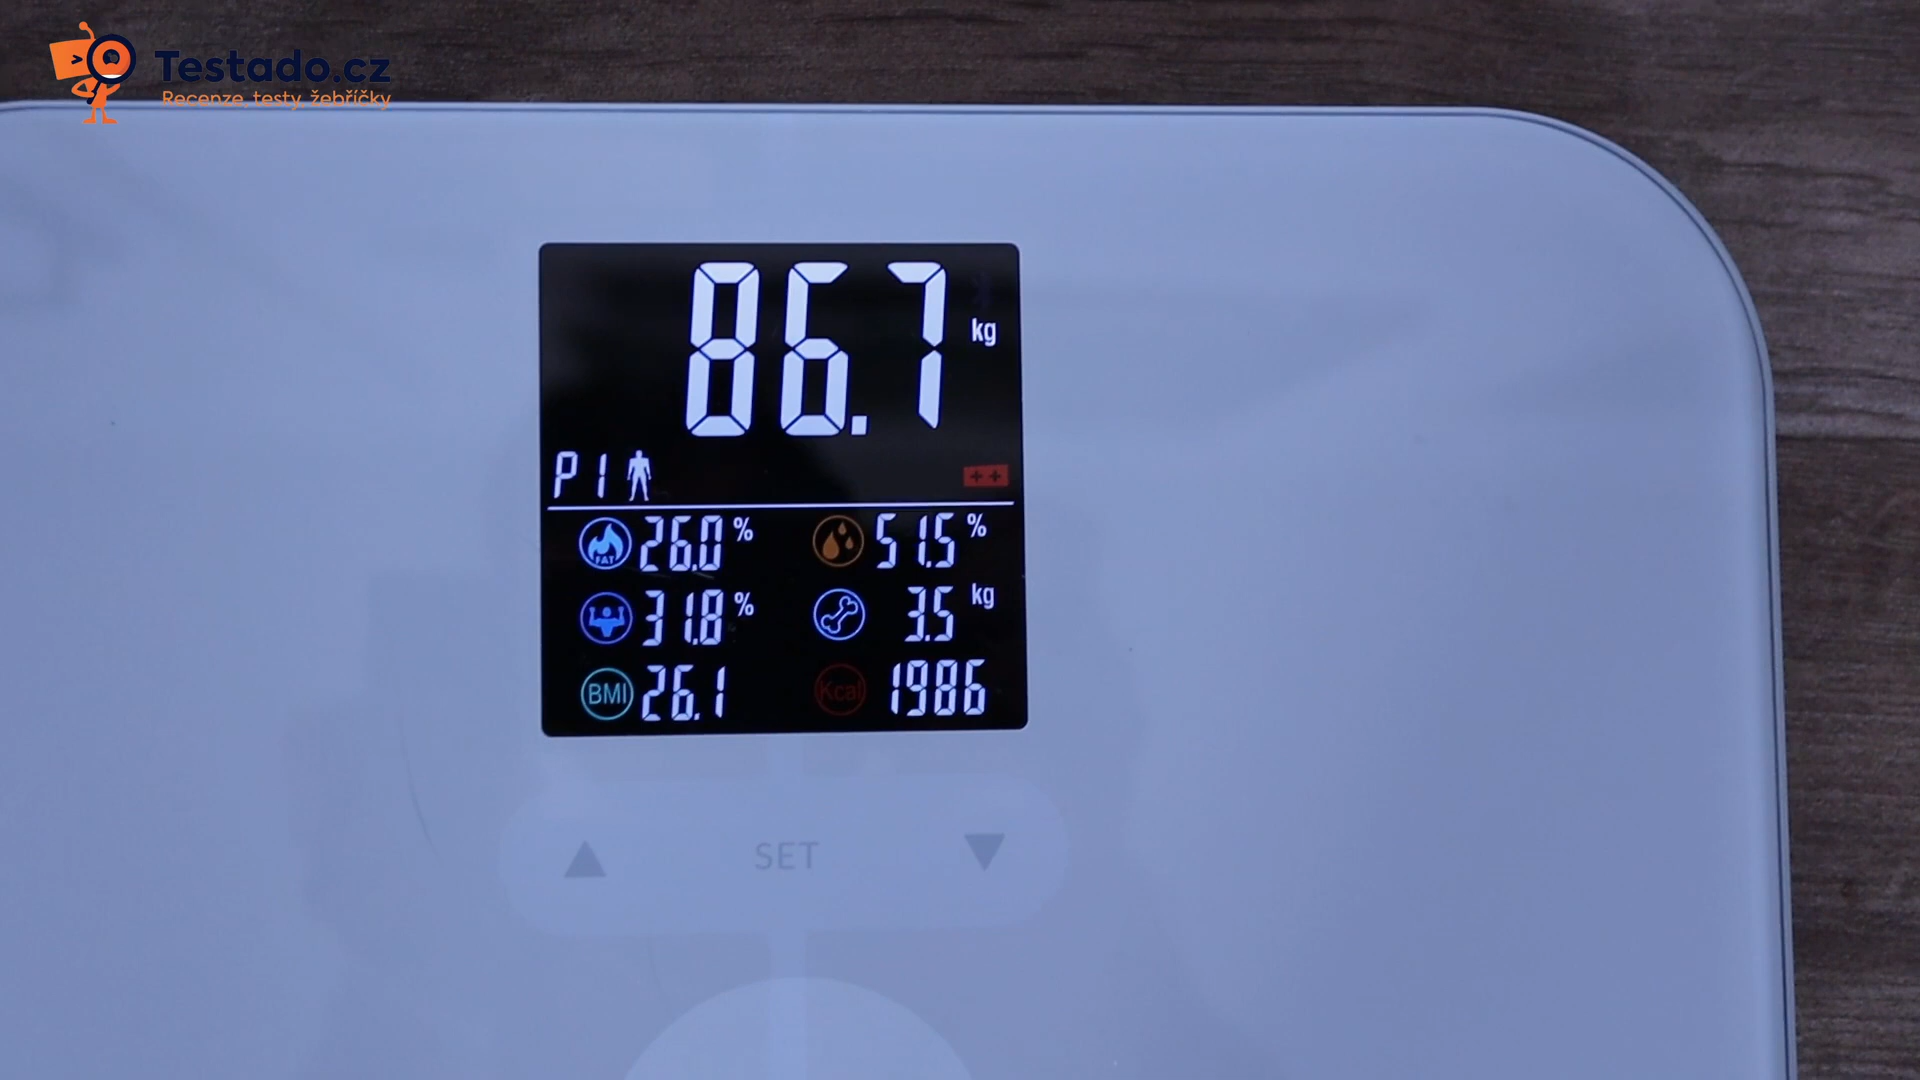 Testado.cz
Recenze, testy, žebříčky
86.7 kg
P1 ++
FAT 26.0 % 51.5 %
31.8 % 3.5 kg
BMI 26.1 Kcal 1986
SET